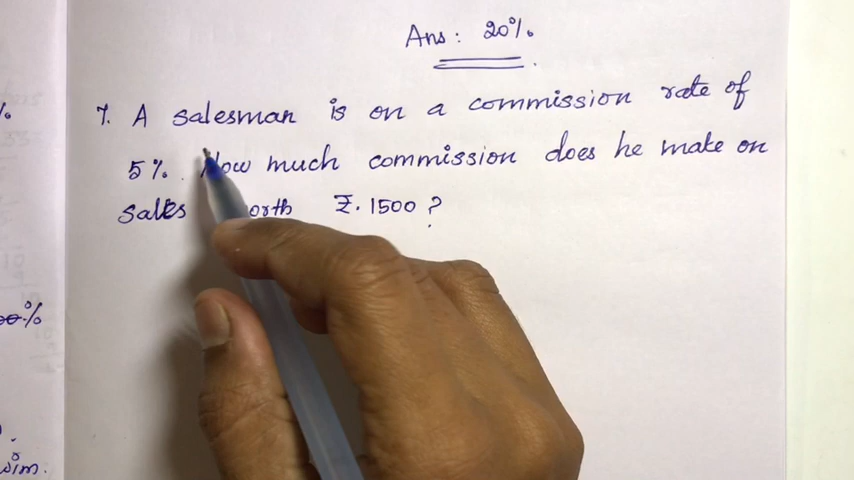 Ans: 20%.
7. A salesman is on a commission rate of
5%. How much commission does he make on
sales ₹.1500?
%
%
wim.